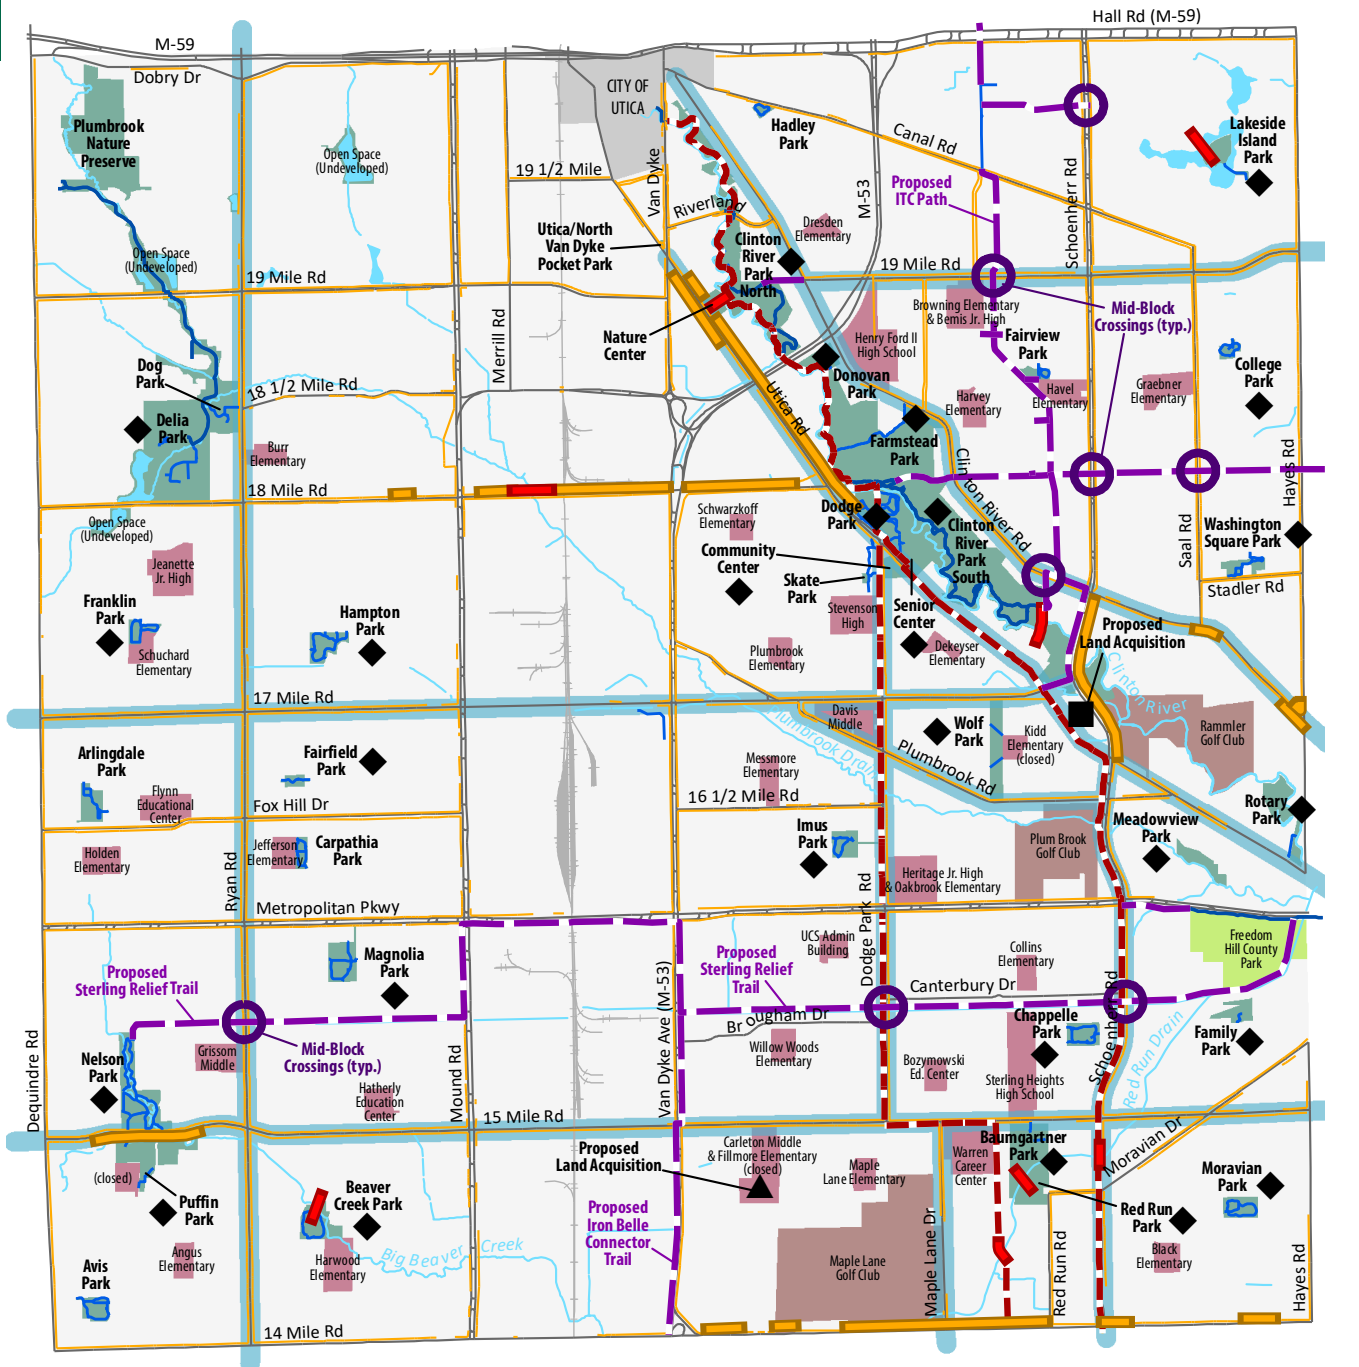 Hall Rd (M-59)
M-59
Dobry Dr
CITY OF
UTICA
Plumbrook
Nature
Preserve
Open Space
(Undeveloped)
Hadley
Park
Canal Rd
Lakeside
Island
Park
19 1/2 Mile
Van Dyke
M-53
Schoenherr Rd
Proposed
ITC Path
Riverland
Dresden
Elementary
Utica/North
Van Dyke
Pocket Park
Clinton
River
Park
North
Open Space
(Undeveloped)
19 Mile Rd
19 Mile Rd
Browning Elementary
& Bemis Jr. High
Mid-Block
Crossings (typ.)
Merrill Rd
Nature
Center
Henry Ford II
High School
Fairview
Park
College
Park
Dog
Park
18 1/2 Mile Rd
Donovan
Park
Utica Rd
Harvey
Elementary
Havel
Elementary
Graebner
Elementary
Delia
Park
Burr
Elementary
Farmstead
Park
Hayes Rd
Clinton River Rd
18 Mile Rd
Open Space
(Undeveloped)
Schwarzkoff
Elementary
Dodge
Park
Clinton
River
Park
South
Saal Rd
Washington
Square Park
Community
Center
Jeanette
Jr. High
Skate
Park
Stadler Rd
Franklin
Park
Hampton
Park
Stevenson
High
Senior
Center
Proposed
Land Acquisition
Schuchard
Elementary
Plumbrook
Elementary
Dekeyser
Elementary
Clinton River
17 Mile Rd
Plumbrook Drain
Davis
Middle
Wolf
Park
Kidd
Elementary
(closed)
Rammler
Golf Club
Arlingdale
Park
Fairfield
Park
Messmore
Elementary
Plumbrook Rd
Flynn
Educational
Center
Fox Hill Dr
16 1/2 Mile Rd
Rotary
Park
Meadowview
Park
Imus
Park
Holden
Elementary
Jefferson
Elementary
Carpathia
Park
Plum Brook
Golf Club
Ryan Rd
Heritage Jr. High
& Oakbrook Elementary
Dodge Park Rd
Metropolitan Pkwy
UCS Admin
Building
Collins
Elementary
Freedom
Hill County
Park
Magnolia
Park
Proposed
Sterling Relief Trail
Proposed
Sterling Relief
Trail
Van Dyke Ave (M-53)
Canterbury Dr
Schoenherr Rd
Brougham Dr
Chappelle
Park
Red Run Drain
Family
Park
Dequindre Rd
Nelson
Park
Grissom
Middle
Mid-Block
Crossings (typ.)
Mound Rd
Willow Woods
Elementary
Bozymowski
Ed. Center
Sterling Heights
High School
Hatherly
Education
Center
15 Mile Rd
Moravian Dr
Proposed
Land Acquisition
Carleton Middle
& Fillmore Elementary
(closed)
Baumgartner
Park
Warren
Career
Center
Maple
Lane Elementary
Moravian
Park
(closed)
Puffin
Park
Beaver
Creek Park
Proposed
Iron Belle
Connector
Trail
Red Run
Park
Maple Lane Dr
Red Run Rd
Angus
Elementary
Big Beaver Creek
Harwood
Elementary
Maple Lane
Golf Club
Black
Elementary
Avis
Park
Hayes Rd
14 Mile Rd